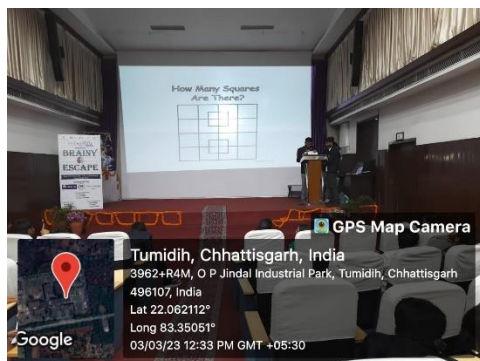 How Many Squares
Are There?
BRAINY
ESCAPE
GPS Map Camera
Tumidih, Chhattisgarh, India
3962+R4M, O P Jindal Industrial Park, Tumidih, Chhattisgarh
496107, India
Lat 22.062112°
Long 83.35051°
03/03/23 12:33 PM GMT +05:30
Google